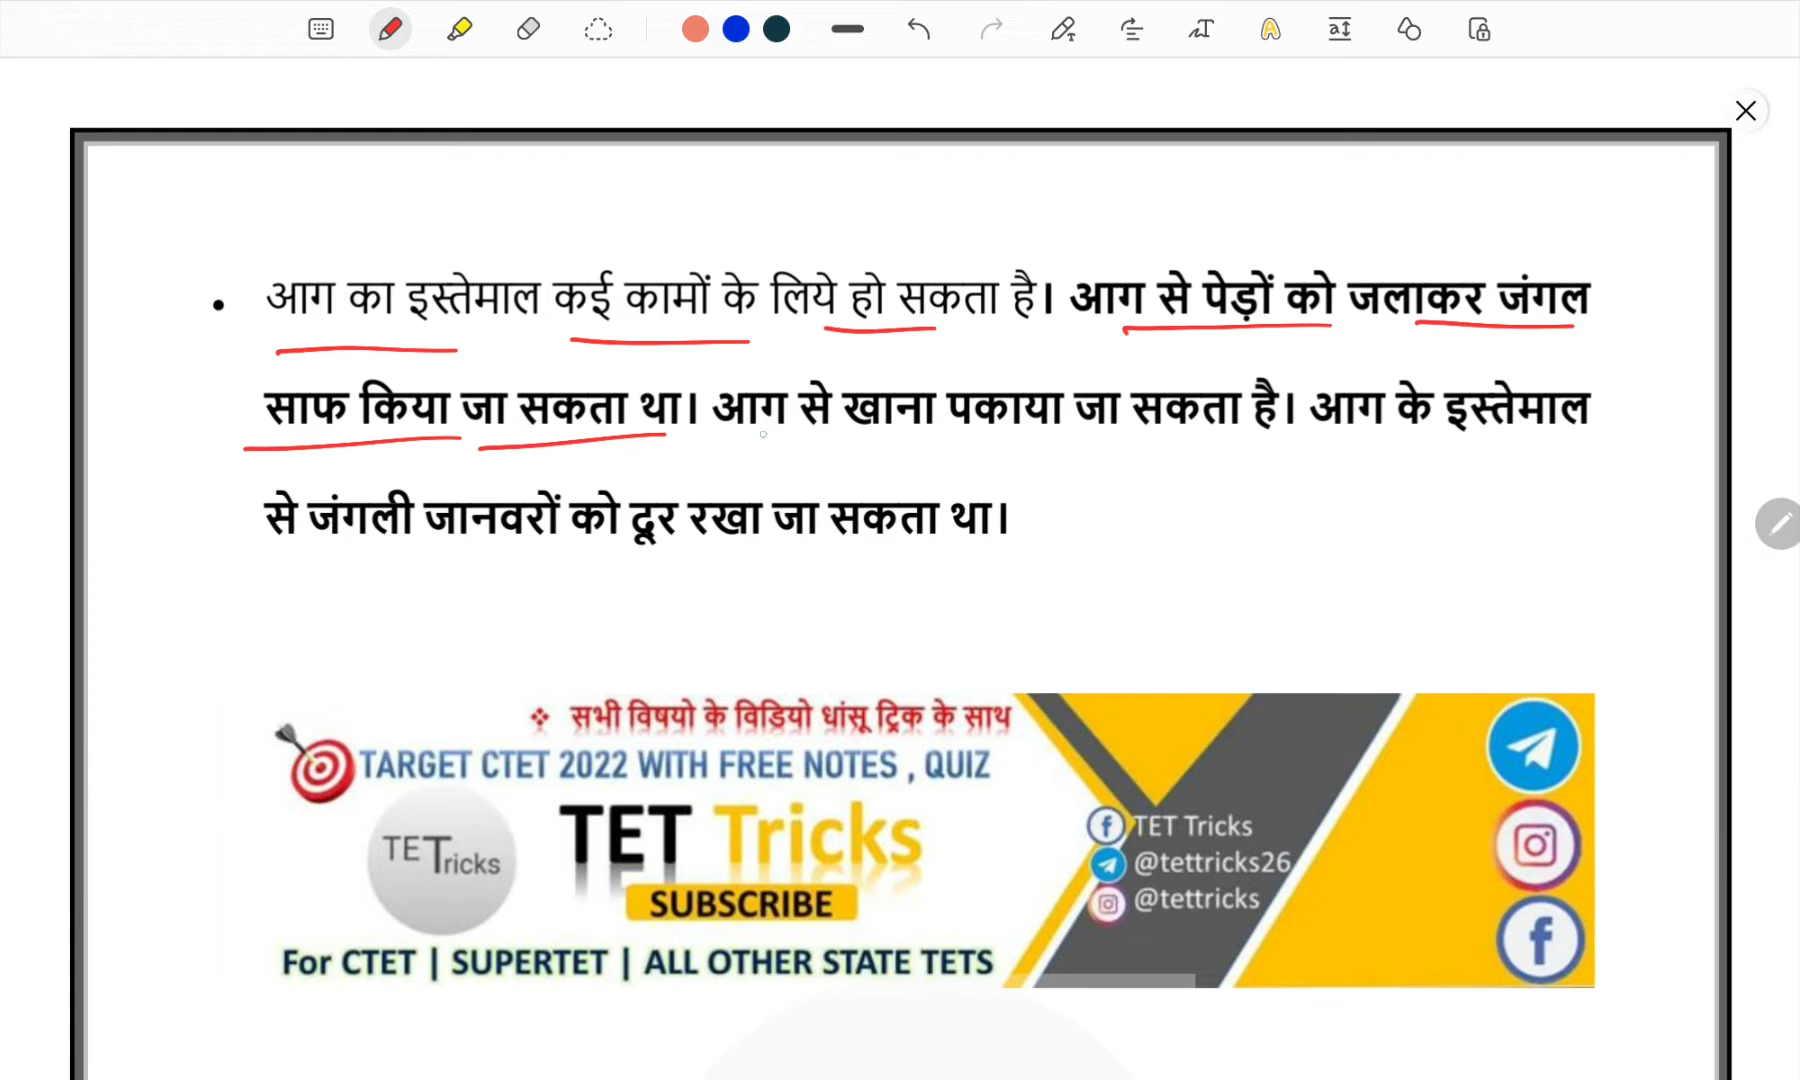 • आग का इस्तेमाल कई कामों के लिये हो सकता है। आग से पेड़ों को जलाकर जंगल
साफ किया जा सकता था। आग से खाना पकाया जा सकता है। आग के इस्तेमाल
से जंगली जानवरों को दूर रखा जा सकता था।
❖ सभी विषयो के विडियो धांसू ट्रिक के साथ
TARGET CTET 2022 WITH FREE NOTES , QUIZ
TETricks
TET Tricks
SUBSCRIBE
For CTET | SUPERTET | ALL OTHER STATE TETS
TET Tricks
@tettricks26
@tettricks